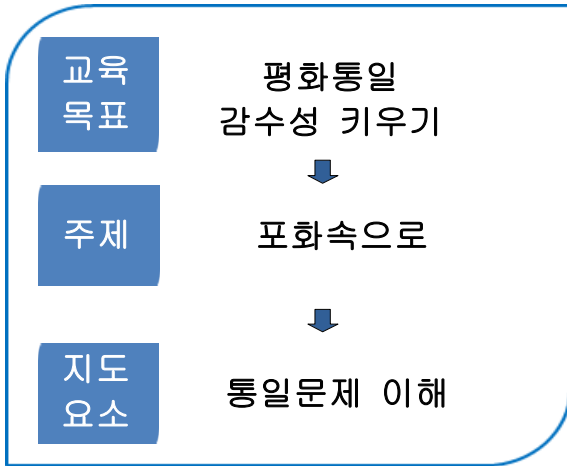 교육
목표
평화통일
감수성 키우기
주제
포화속으로
지도
요소
통일문제 이해